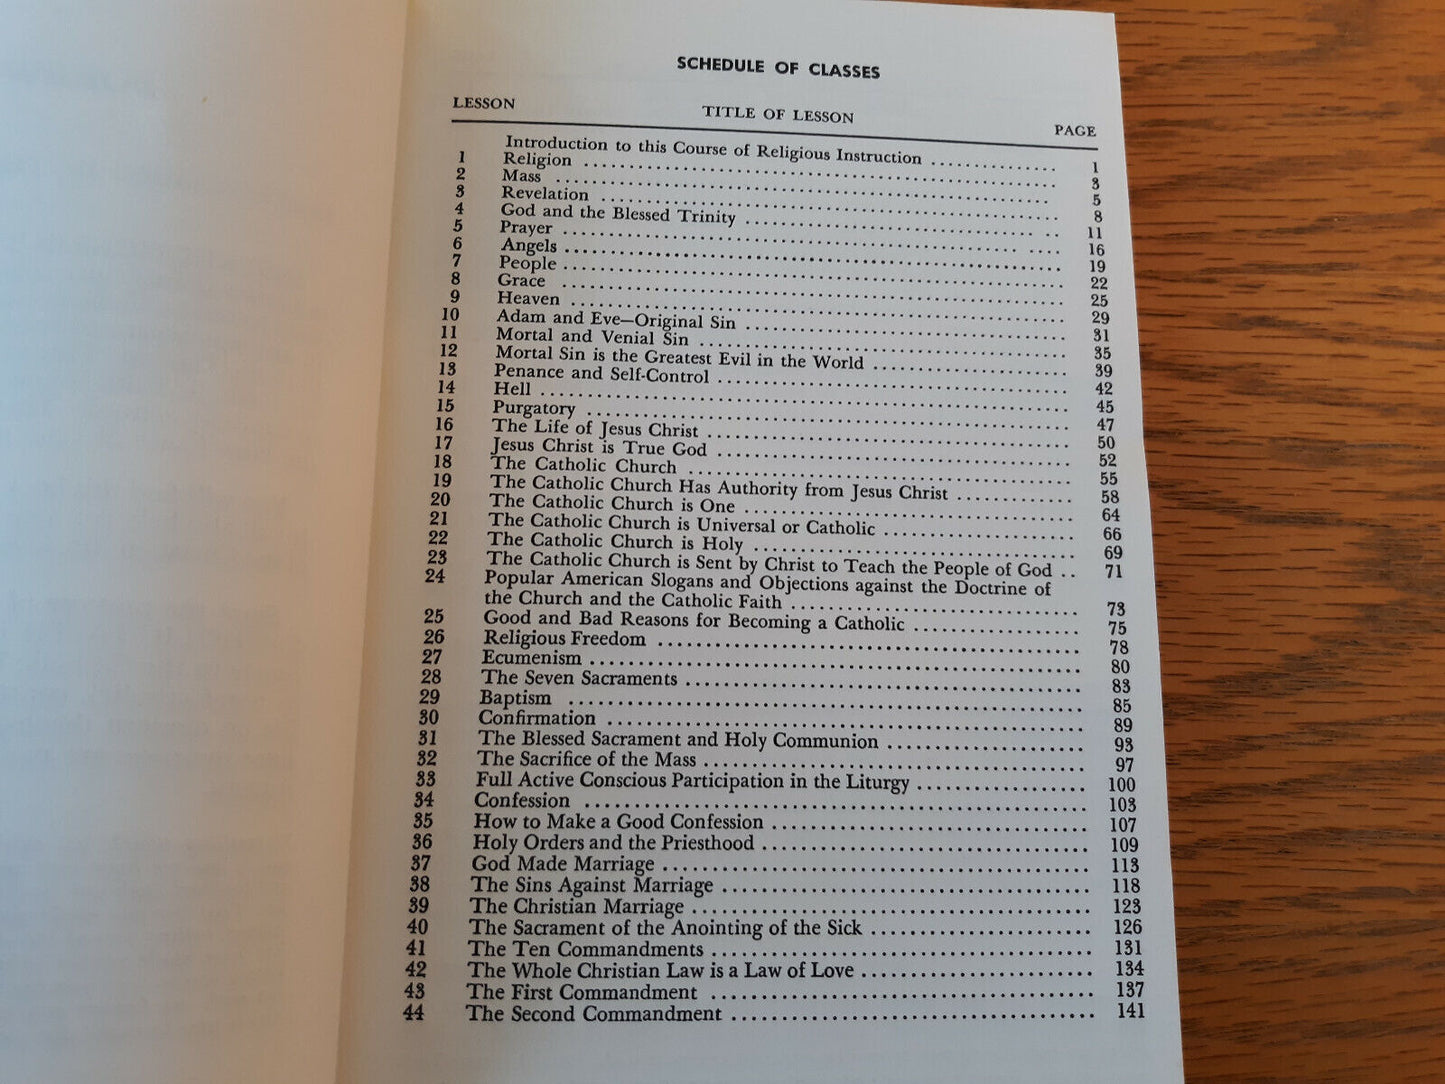 SCHEDULE OF CLASSES
LESSON TITLE OF LESSON PAGE
Introduction to this Course of Religious Instruction ............... 1
1 Religion ............... 3
2 Mass ............... 5
3 Revelation ............... 8
4 God and the Blessed Trinity ............... 11
5 Prayer ............... 16
6 Angels ............... 19
7 People ............... 22
8 Grace ............... 25
9 Heaven ............... 29
10 Adam and Eve—Original Sin ............... 31
11 Mortal and Venial Sin ............... 35
12 Mortal Sin is the Greatest Evil in the World ............... 39
13 Penance and Self-Control ............... 42
14 Hell ............... 45
15 Purgatory ............... 47
16 The Life of Jesus Christ ............... 50
17 Jesus Christ is True God ............... 52
18 The Catholic Church ............... 55
19 The Catholic Church Has Authority from Jesus Christ ............... 58
20 The Catholic Church is One ............... 64
21 The Catholic Church is Universal or Catholic ............... 66
22 The Catholic Church is Holy ............... 69
23 The Catholic Church is Sent by Christ to Teach the People of God .. 71
24 Popular American Slogans and Objections against the Doctrine of
the Church and the Catholic Faith ............... 73
25 Good and Bad Reasons for Becoming a Catholic ............... 75
26 Religious Freedom ............... 78
27 Ecumenism ............... 80
28 The Seven Sacraments ............... 83
29 Baptism ............... 85
30 Confirmation ............... 89
31 The Blessed Sacrament and Holy Communion ............... 93
32 The Sacrifice of the Mass ............... 97
33 Full Active Conscious Participation in the Liturgy ............... 100
34 Confession ............... 103
35 How to Make a Good Confession ............... 107
36 Holy Orders and the Priesthood ............... 109
37 God Made Marriage ............... 113
38 The Sins Against Marriage ............... 118
39 The Christian Marriage ............... 123
40 The Sacrament of the Anointing of the Sick ............... 126
41 The Ten Commandments ............... 131
42 The Whole Christian Law is a Law of Love ............... 134
43 The First Commandment ............... 137
44 The Second Commandment ............... 141